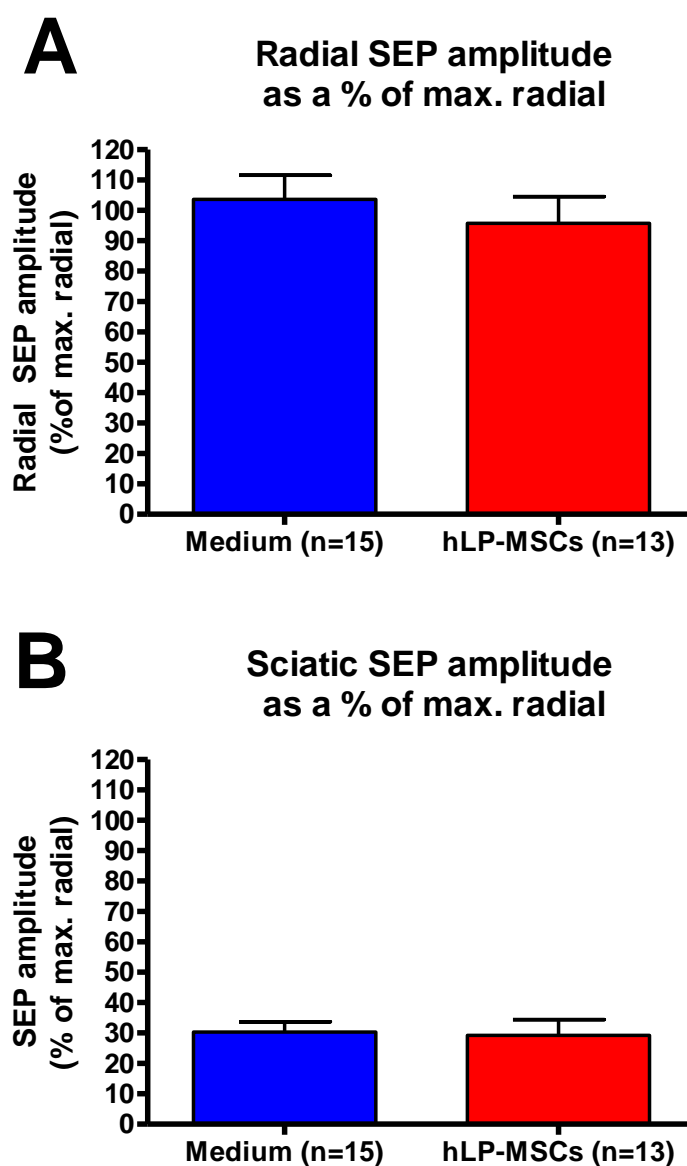 A
Radial SEP amplitude
as a % of max. radial
Radial  SEP amplitude
(%of max. radial)
120
110
100
90
80
70
60
50
40
30
20
10
0
Medium (n=15)
hLP-MSCs (n=13)
B
Sciatic SEP amplitude
as a % of max. radial
SEP amplitude
(% of max. radial)
120
110
100
90
80
70
60
50
40
30
20
10
0
Medium (n=15)
hLP-MSCs (n=13)